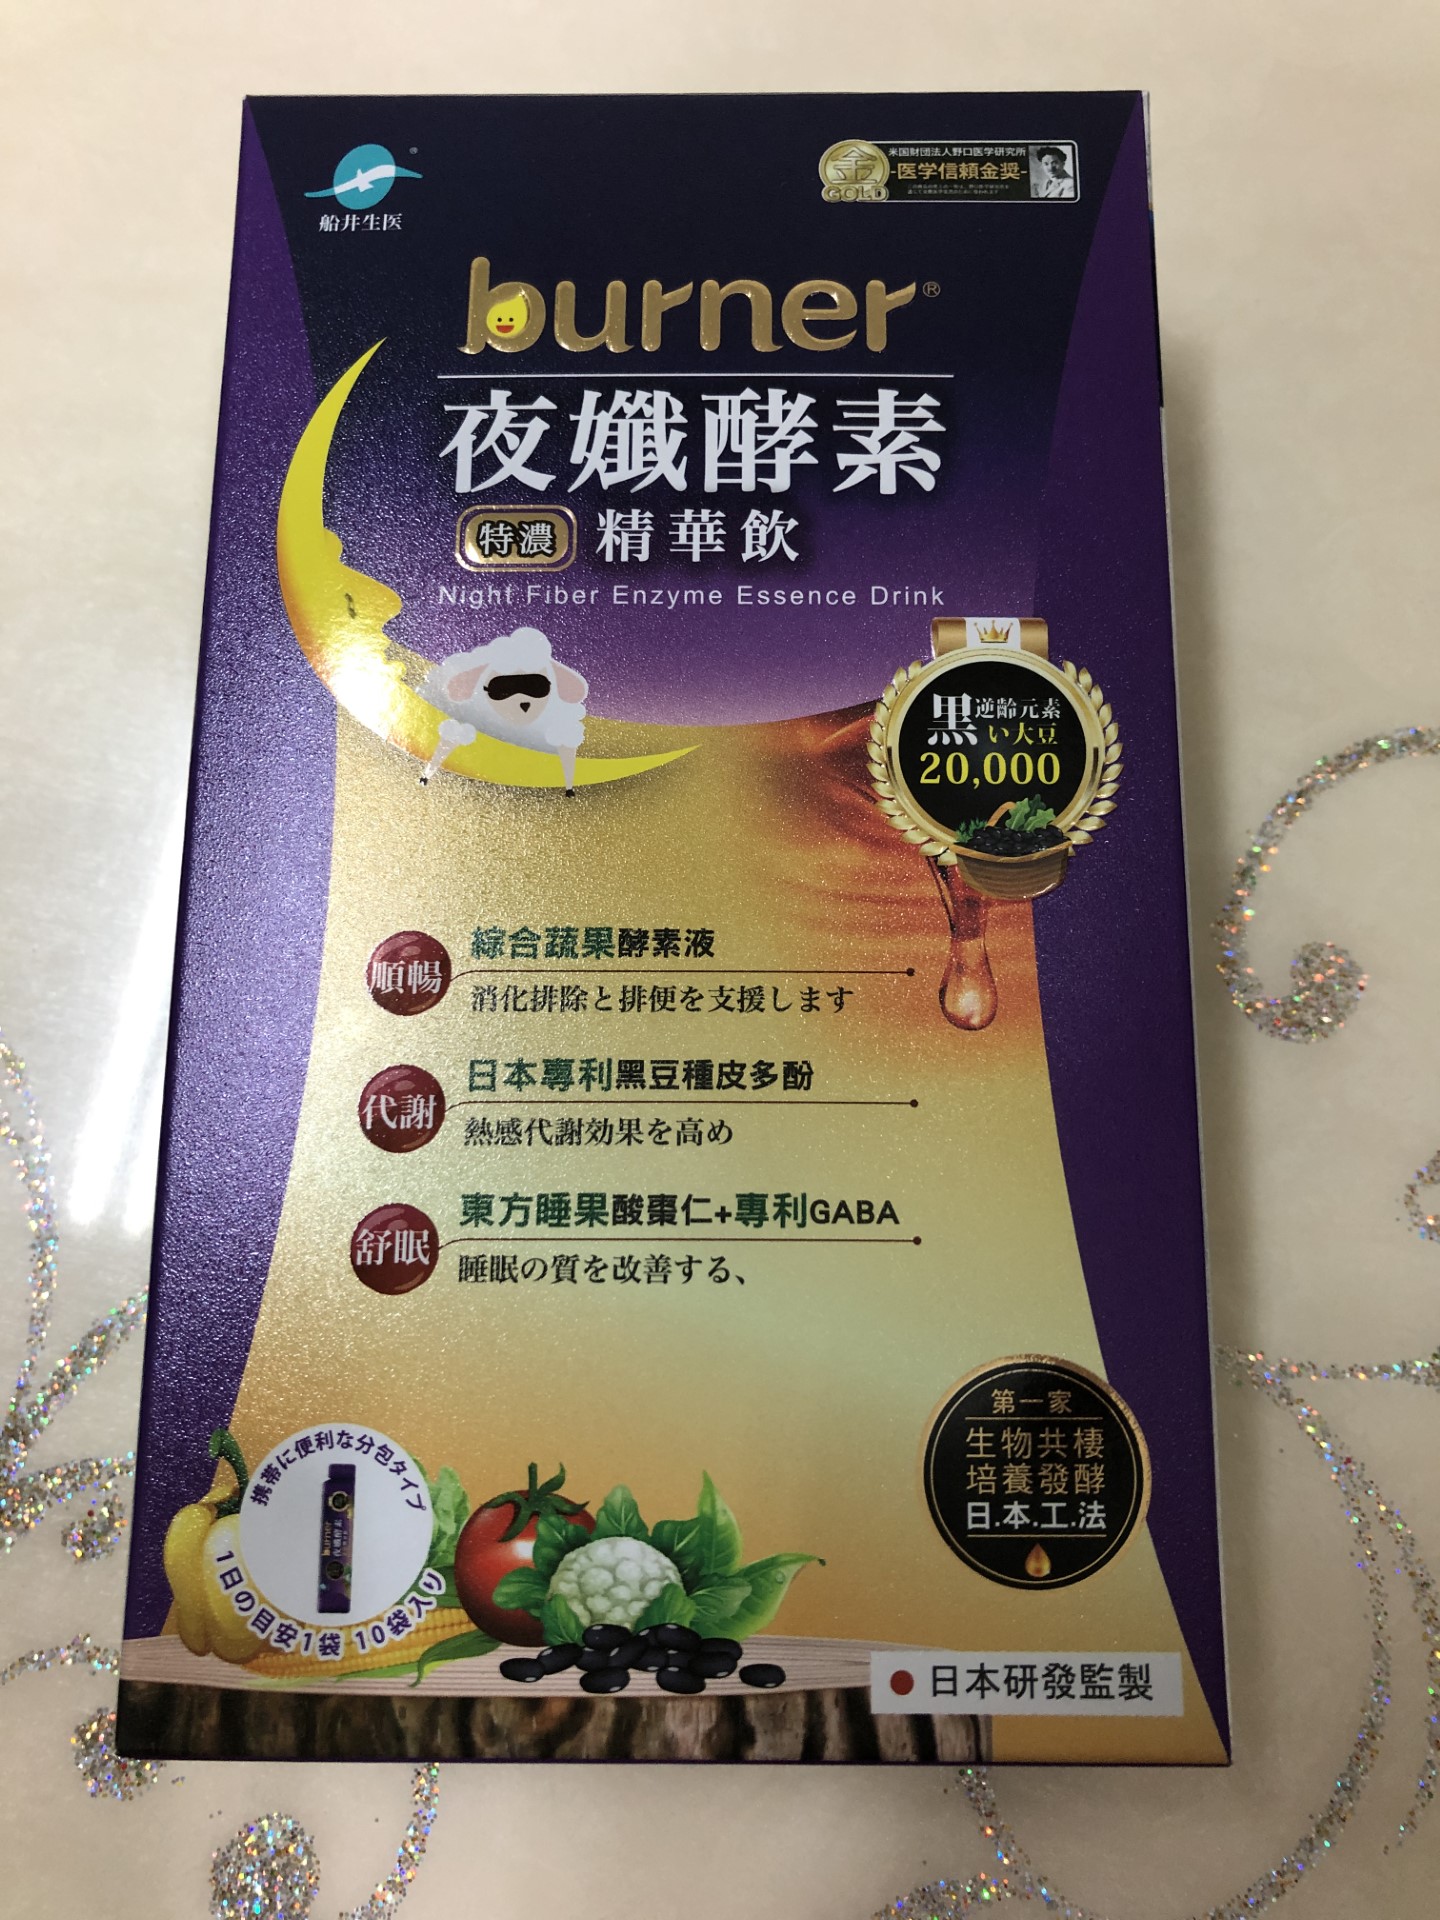 船井生医
®
米国財団法人野口医学研究所
-医学信頼金奨-
金
GOLD
burner®
夜孅酵素
特濃 精華飲
Night Fiber Enzyme Essence Drink
黒い大豆
逆齡元素
20,000
順暢
綜合蔬果酵素液
消化排除と排便を支援します
代謝
日本專利黑豆種皮多酚
熱感代謝効果を高め
舒眠
東方睡果酸棗仁+專利GABA
睡眠の質を改善する、
第一家
生物共棲
培養發酵
日.本.工.法
携帯に便利な分包タイプ
burner
夜孅酵素
1日の目安1袋 10袋入り
日本研發監製